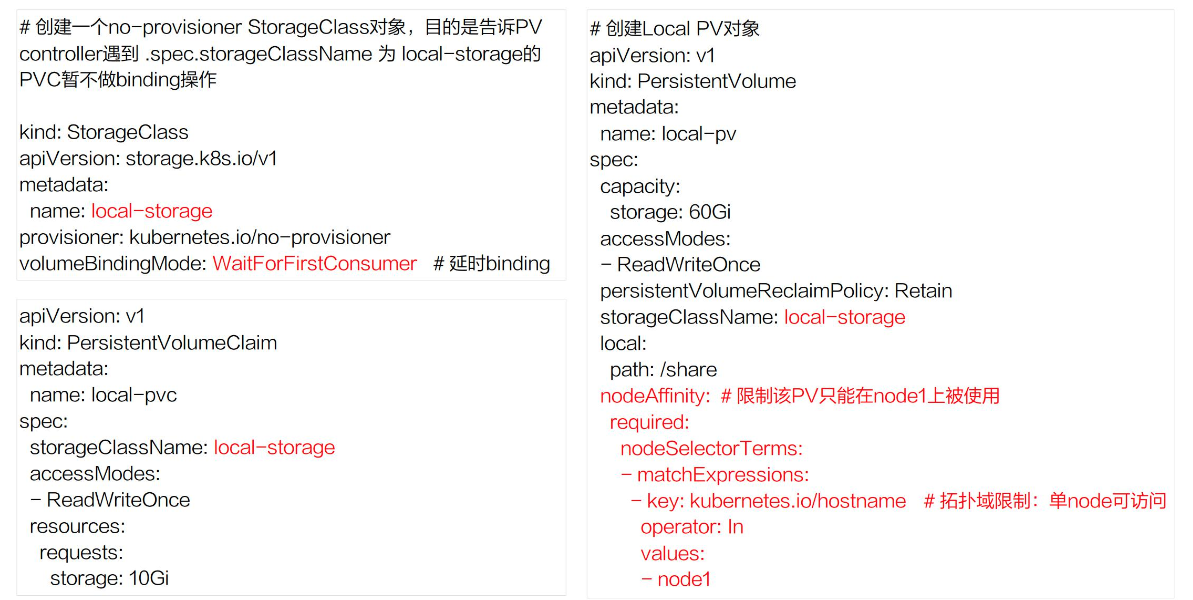 # 创建一个no-provisioner StorageClass对象，目的是告诉PV
controller遇到 .spec.storageClassName 为 local-storage的
PVC暂不做binding操作
kind: StorageClass
apiVersion: storage.k8s.io/v1
metadata:
  name: local-storage
provisioner: kubernetes.io/no-provisioner
volumeBindingMode: WaitForFirstConsumer   # 延时binding
apiVersion: v1
kind: PersistentVolumeClaim
metadata:
  name: local-pvc
spec:
  storageClassName: local-storage
  accessModes:
  - ReadWriteOnce
  resources:
    requests:
      storage: 10Gi
# 创建Local PV对象
apiVersion: v1
kind: PersistentVolume
metadata:
  name: local-pv
spec:
  capacity:
    storage: 60Gi
  accessModes:
  - ReadWriteOnce
  persistentVolumeReclaimPolicy: Retain
  storageClassName: local-storage
  local:
    path: /share
  nodeAffinity:  # 限制该PV只能在node1上被使用
    required:
      nodeSelectorTerms:
      - matchExpressions:
        - key: kubernetes.io/hostname   # 拓扑域限制：单node可访问
          operator: In
          values:
          - node1